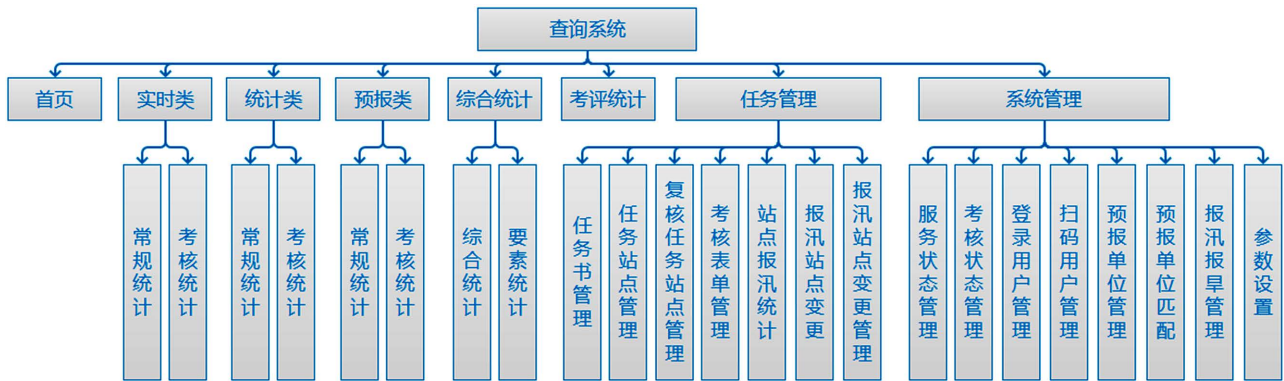 查询系统
首页
实时类
统计类
预报类
综合统计
考评统计
任务管理
系统管理
常规统计
考核统计
常规统计
考核统计
常规统计
考核统计
综合统计
要素统计
任务书管理
任务站点管理
复核任务站点管理
考核表单管理
站点报汛统计
报汛站点变更
报汛站点变更管理
服务状态管理
考核状态管理
登录用户管理
扫码用户管理
预报单位管理
预报单位匹配
报汛报旱管理
参数设置